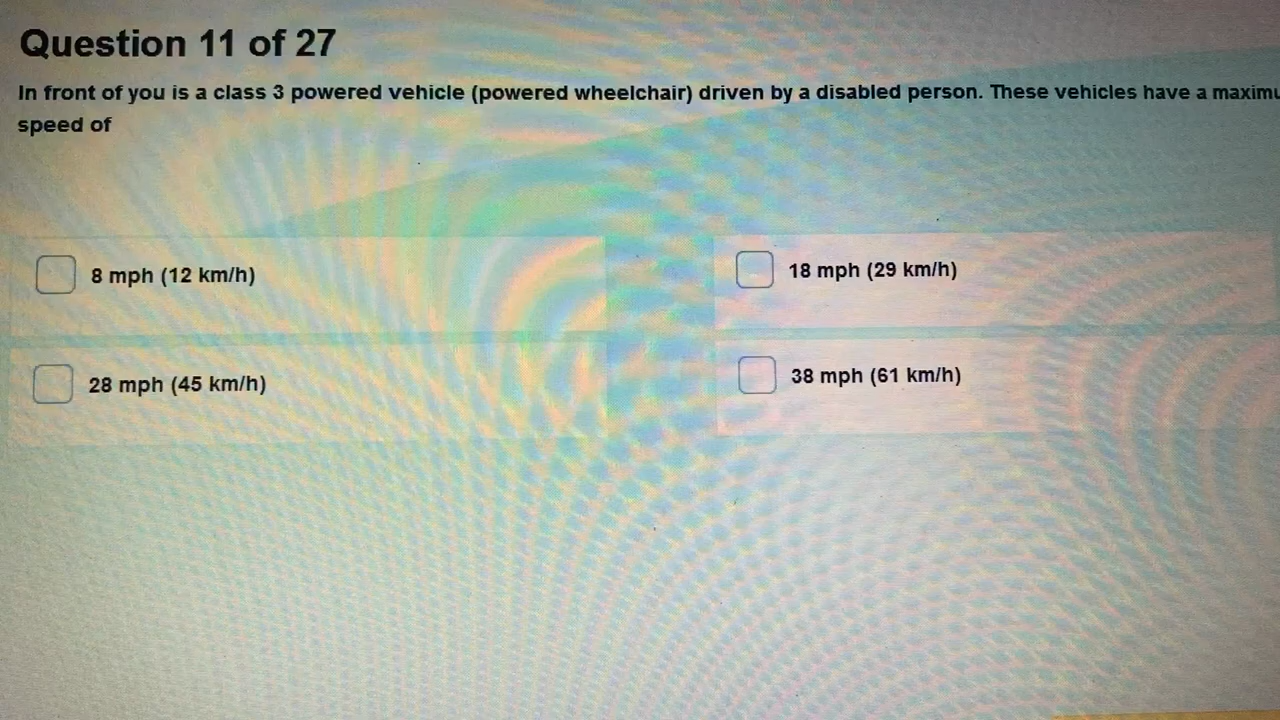 Question 11 of 27
In front of you is a class 3 powered vehicle (powered wheelchair) driven by a disabled person. These vehicles have a maximu
speed of
8 mph (12 km/h)
18 mph (29 km/h)
28 mph (45 km/h)
38 mph (61 km/h)